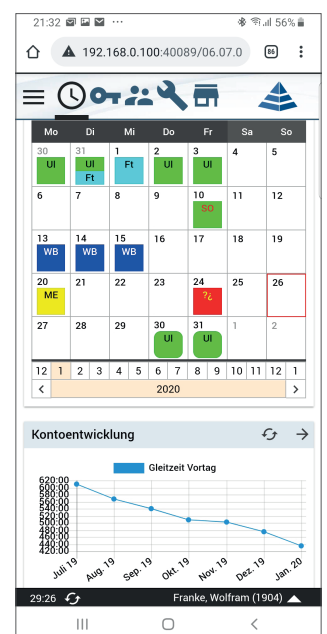 21:32 56%
192.168.0.100:40089/06.07.0 86
Mo Di Mi Do Fr Sa So
30 31 1 2 3 4 5
UI UI Ft UI UI
Ft
6 7 8 9 10 11 12
SO
13 14 15 16 17 18 19
WB WB WB
20 21 22 23 24 25 26
ME ?¿
27 28 29 30 31 1 2
UI UI
12 1 2 3 4 5 6 7 8 9 10 11 12 1
< 2020 >
Kontoentwicklung
Gleitzeit Vortag
620:00
600:00
580:00
560:00
540:00
520:00
500:00
480:00
460:00
440:00
420:00
Juli 19 Aug. 19 Sep. 19 Okt. 19 Nov. 19 Dez. 19 Jan. 20
29:26 Franke, Wolfram (1904)